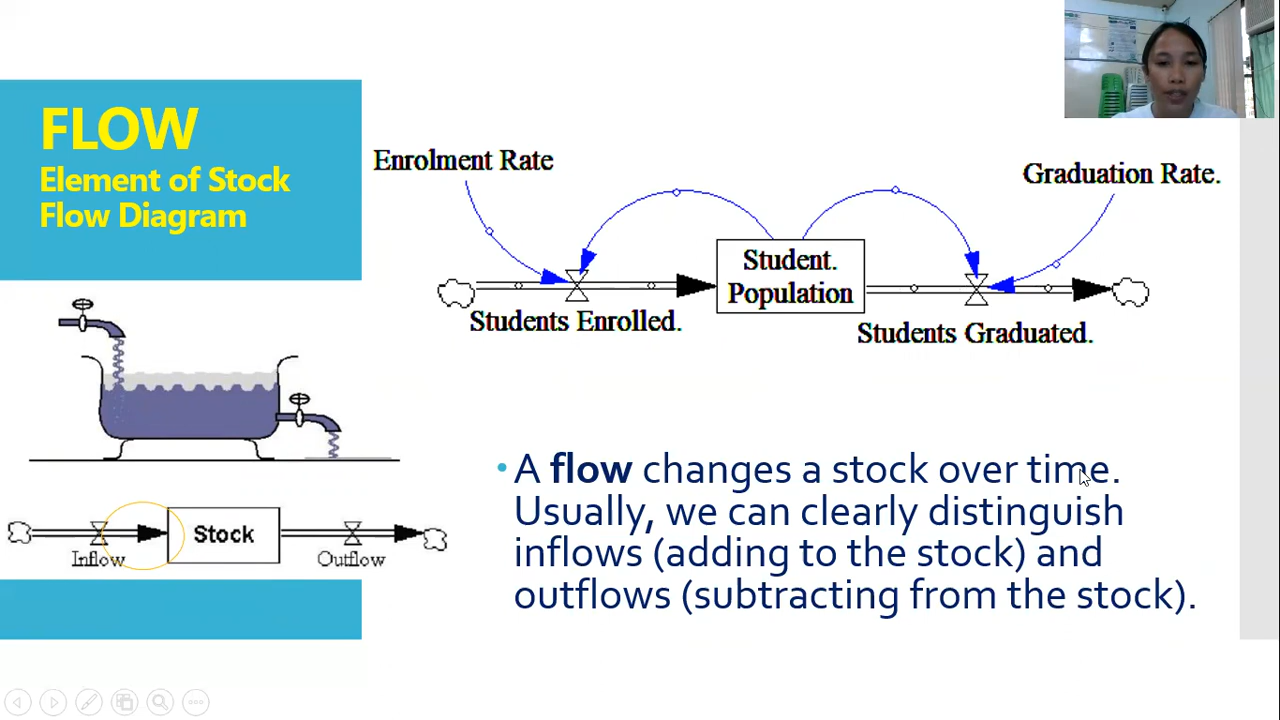 FLOW
Element of Stock
Flow Diagram
Enrolment Rate
Graduation Rate.
Student.
Population
Students Enrolled.
Students Graduated.
Stock
Inflow
Outflow
• A flow changes a stock over time.
Usually, we can clearly distinguish
inflows (adding to the stock) and
outflows (subtracting from the stock).